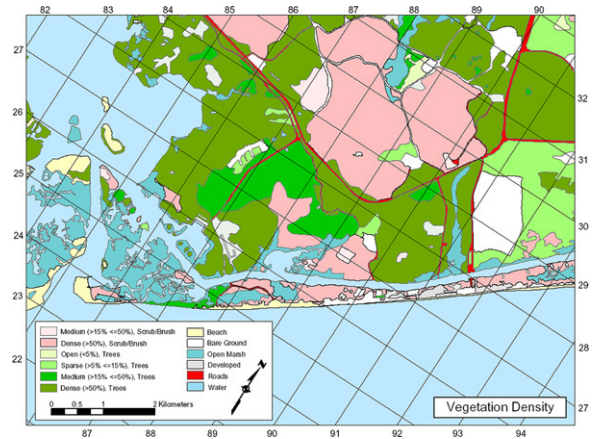 82 83 84 85 86 87 88 89 90
27
26
25
24
23
22
32
31
30
29
28
Medium (>15% <=50%), Scrub/Brush
Dense (>50%), Scrub/Brush
Open (<5%), Trees
Sparse (>5% <=15%), Trees
Medium (>15% <=50%), Trees
Dense (>50%), Trees
Beach
Bare Ground
Open Marsh
Developed
Roads
Water
0 0.5 1 2 Kilometers
N
Vegetation Density
87 88 89 90 91 92 93 94